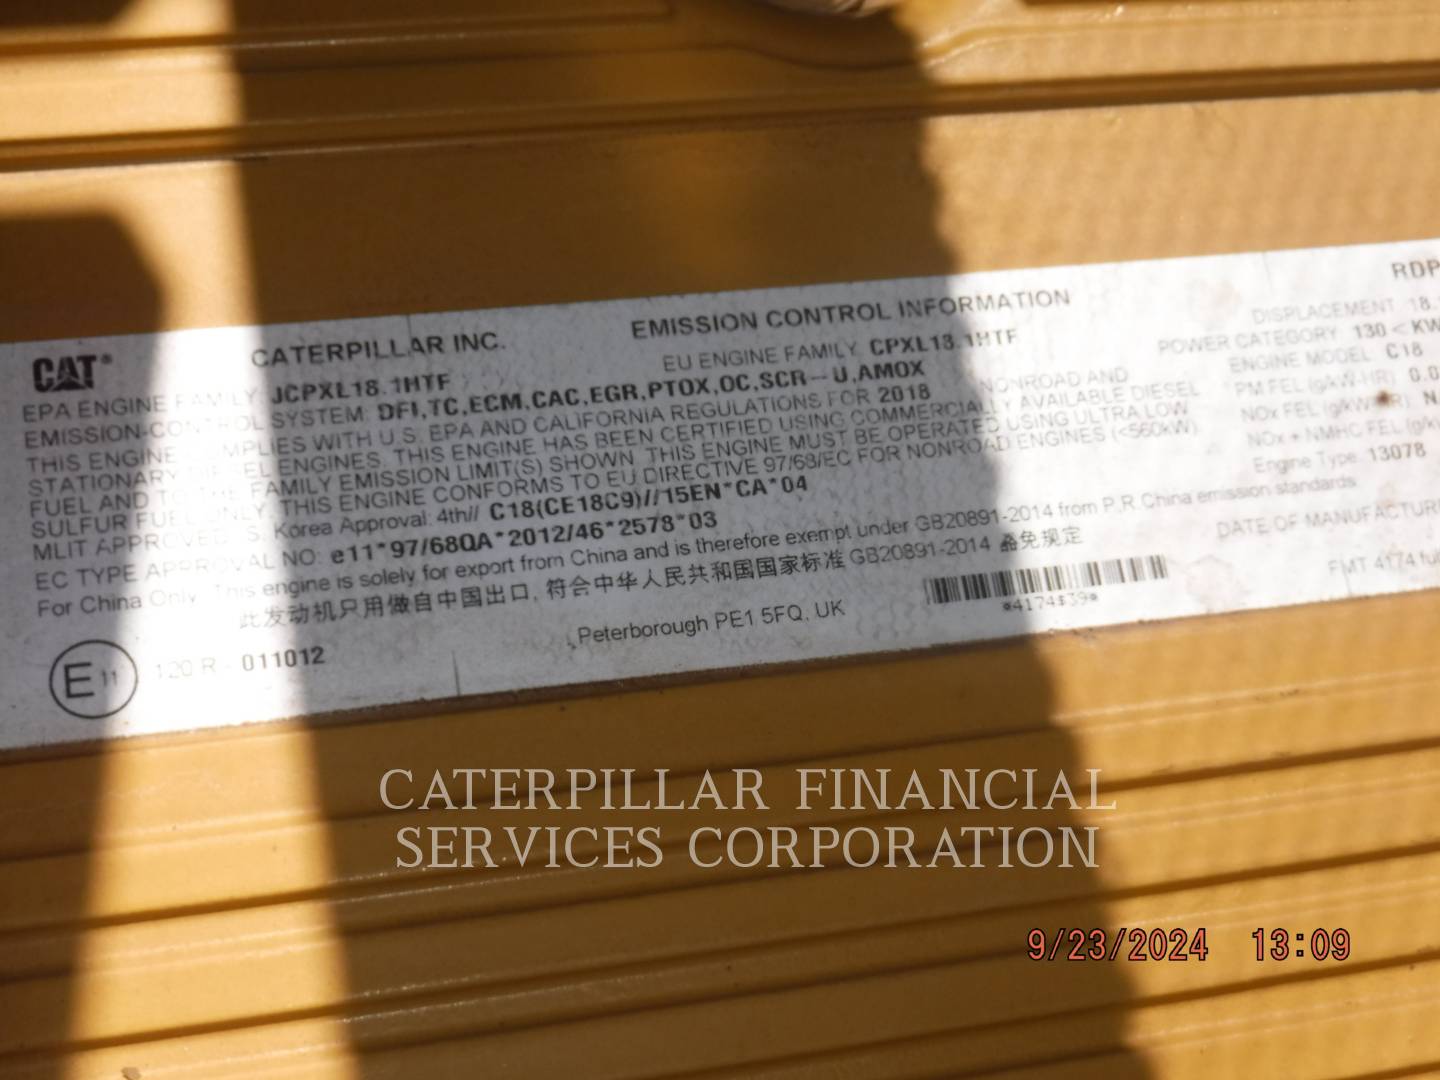 CAT® CATERPILLAR INC. EMISSION CONTROL INFORMATION RDP
EPA ENGINE FAMILY JCPXL18.1HTF EU ENGINE FAMILY CPXL18.1HTF DISPLACEMENT 18.
EMISSION-CONTROL SYSTEM: DFI,TC,ECM,CAC,EGR,PTOX,OC,SCR-U,AMOX POWER CATEGORY 130<KW
THIS ENGINE COMPLIES WITH U.S. EPA AND CALIFORNIA REGULATIONS FOR 2018 NONROAD AND ENGINE MODEL C18
STATIONARY DIESEL ENGINES. THIS ENGINE HAS BEEN CERTIFIED USING COMMERCIALLY AVAILABLE DIESEL PM FEL (g/kW-HR) 0.0
FUEL AND TO THE FAMILY EMISSION LIMIT(S) SHOWN. THIS ENGINE MUST BE OPERATED USING ULTRA LOW NOx FEL (g/kW-HR) N
SULFUR FUEL ONLY. THIS ENGINE CONFORMS TO EU DIRECTIVE 97/68/EC FOR NONROAD ENGINES (<560kW). NOx + NMHC FEL (g/k
MLIT APPROVED S. Korea Approval: 4th// C18(CE18C9)//15EN*CA*04 Engine Type: 13078
EC TYPE APPROVAL NO: e11*97/68QA*2012/46*2578*03
For China Only: This engine is solely for export from China and is therefore exempt under GB20891-2014 from P.R.China emission standards.
此发动机只用做自中国出口, 符合中华人民共和国国家标准 GB20891-2014 豁免规定 DATE OF MANUFACTURE
E 11 120 R - 011012 Peterborough PE1 5FQ, UK *4174$39* FMT 4174 ful
CATERPILLAR FINANCIAL
SERVICES CORPORATION
9/23/2024 13:09